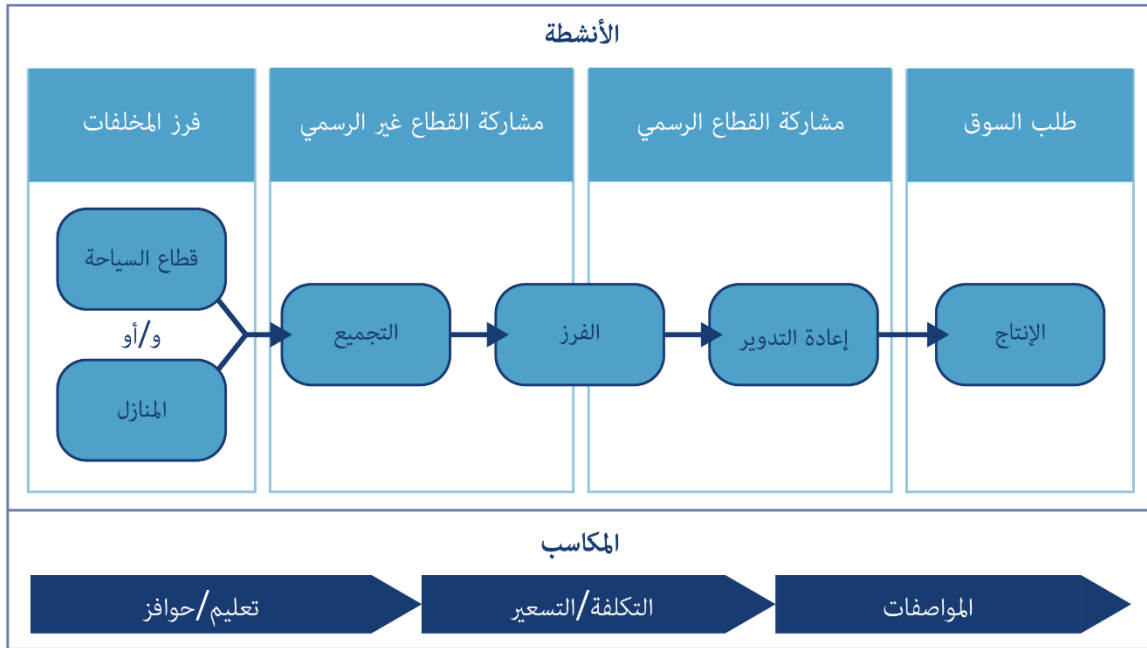 الأنشطة
فرز المخلفات
مشاركة القطاع غير الرسمي
مشاركة القطاع الرسمي
طلب السوق
قطاع السياحة
و/أو
المنازل
التجميع
الفرز
إعادة التدوير
الإنتاج
المكاسب
تعليم/حوافز
التكلفة/التسعير
المواصفات